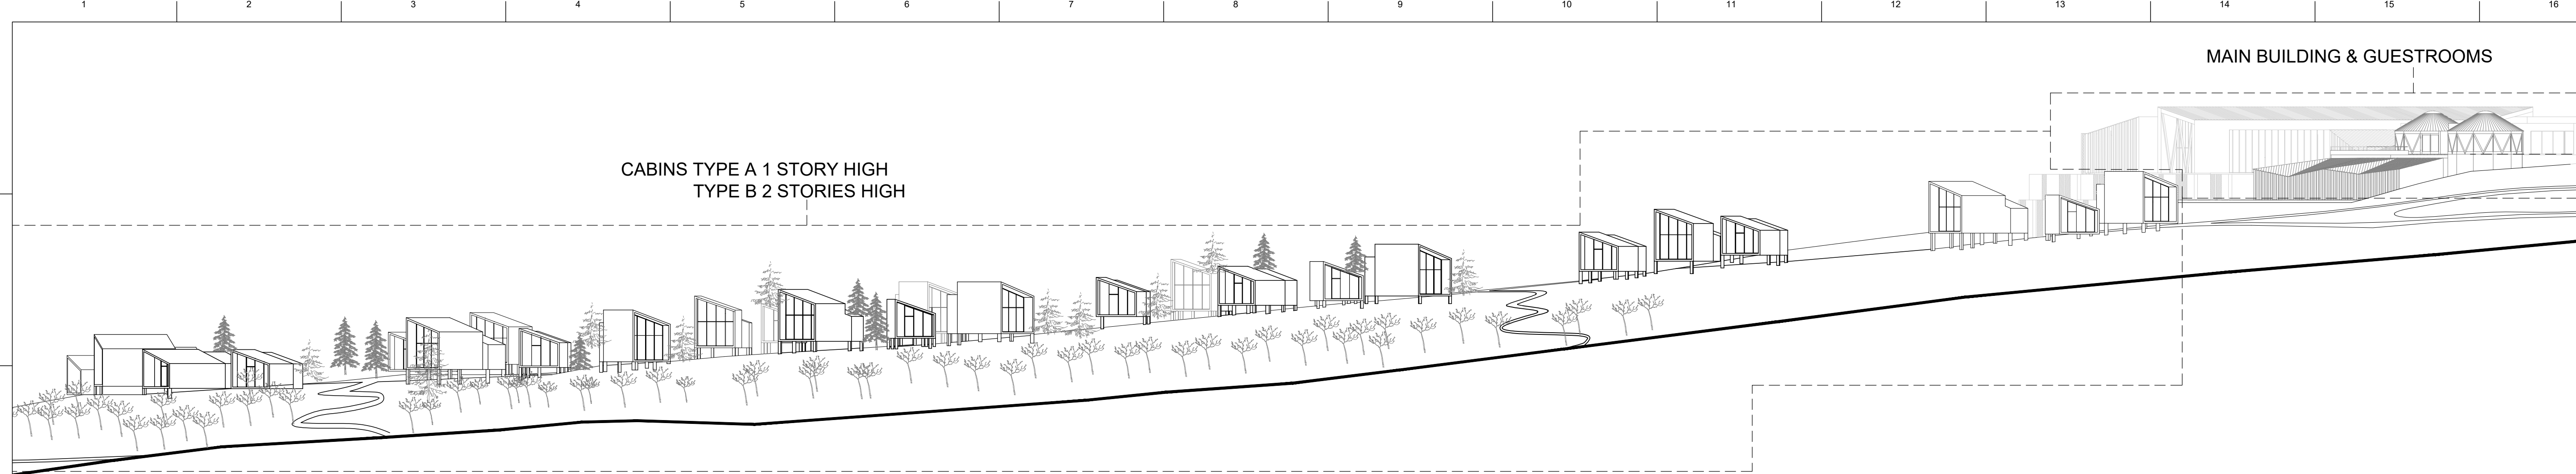 1 2 3 4 5 6 7 8 9 10 11 12 13 14 15 16
MAIN BUILDING & GUESTROOMS
CABINS TYPE A 1 STORY HIGH
TYPE B 2 STORIES HIGH